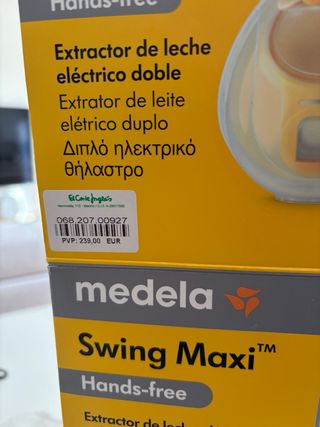 Hands-free
Extractor de leche
eléctrico doble
Extrator de leite
elétrico duplo
Διπλό ηλεκτρικό
θήλαστρο
El Corte Inglés
068.207.00927
PVP: 239,00 EUR
medela
Swing Maxi™
Hands-free
Extractor de leche